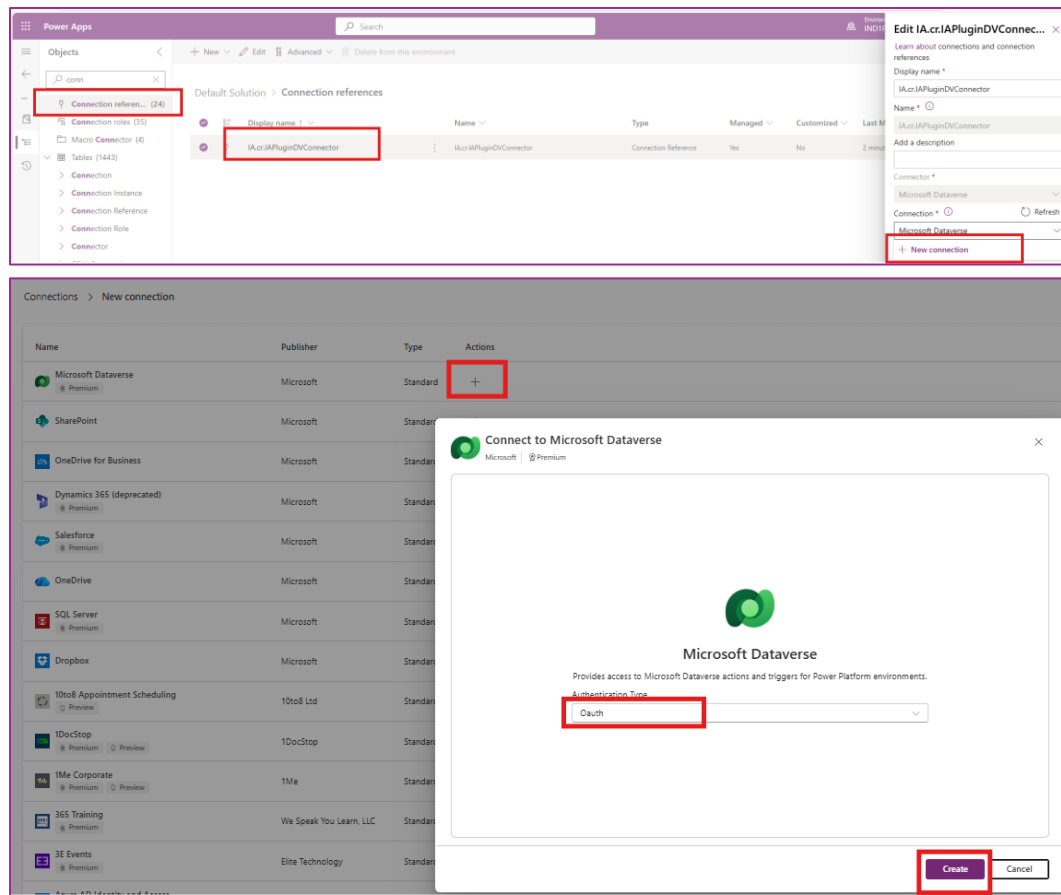 Power Apps
Search
Environ
IND1P
Objects
New
Edit
Advanced
Delete from this environment
conn
Default Solution > Connection references
Connection referen... (24)
Connection roles (35)
Macro Connector (4)
Tables (1443)
Connection
Connection Instance
Connection Reference
Connection Role
Connector
Display name ↑
Name
Type
Managed
Customized
Last M
IA.cr.IAPluginDVConnector
IA.cr.IAPluginDVConnector
Connection Reference
Yes
No
2 minut
Edit IA.cr.IAPluginDVConnec...
Learn about connections and connection
references
Display name *
IA.cr.IAPluginDVConnector
Name *
IA.cr.IAPluginDVConnector
Add a description
Connector *
Microsoft Dataverse
Connection *
Refresh
Microsoft Dataverse
+ New connection
Connections > New connection
Name
Publisher
Type
Actions
Microsoft Dataverse
Premium
Microsoft
Standard
+
SharePoint
Microsoft
Standard
OneDrive for Business
Microsoft
Standard
Dynamics 365 (deprecated)
Premium
Microsoft
Standard
Salesforce
Premium
Microsoft
Standard
OneDrive
Microsoft
Standard
SQL Server
Premium
Microsoft
Standard
Dropbox
Microsoft
Standard
10to8 Appointment Scheduling
Preview
10to8 Ltd
Standard
1DocStop
Premium Preview
1DocStop
Standard
1Me Corporate
Premium Preview
1Me
Standard
365 Training
Premium
We Speak You Learn, LLC
Standard
3E Events
Premium
Elite Technology
Standard
Connect to Microsoft Dataverse
Microsoft | Premium
Microsoft Dataverse
Provides access to Microsoft Dataverse actions and triggers for Power Platform environments.
Authentication Type
Oauth
Create
Cancel